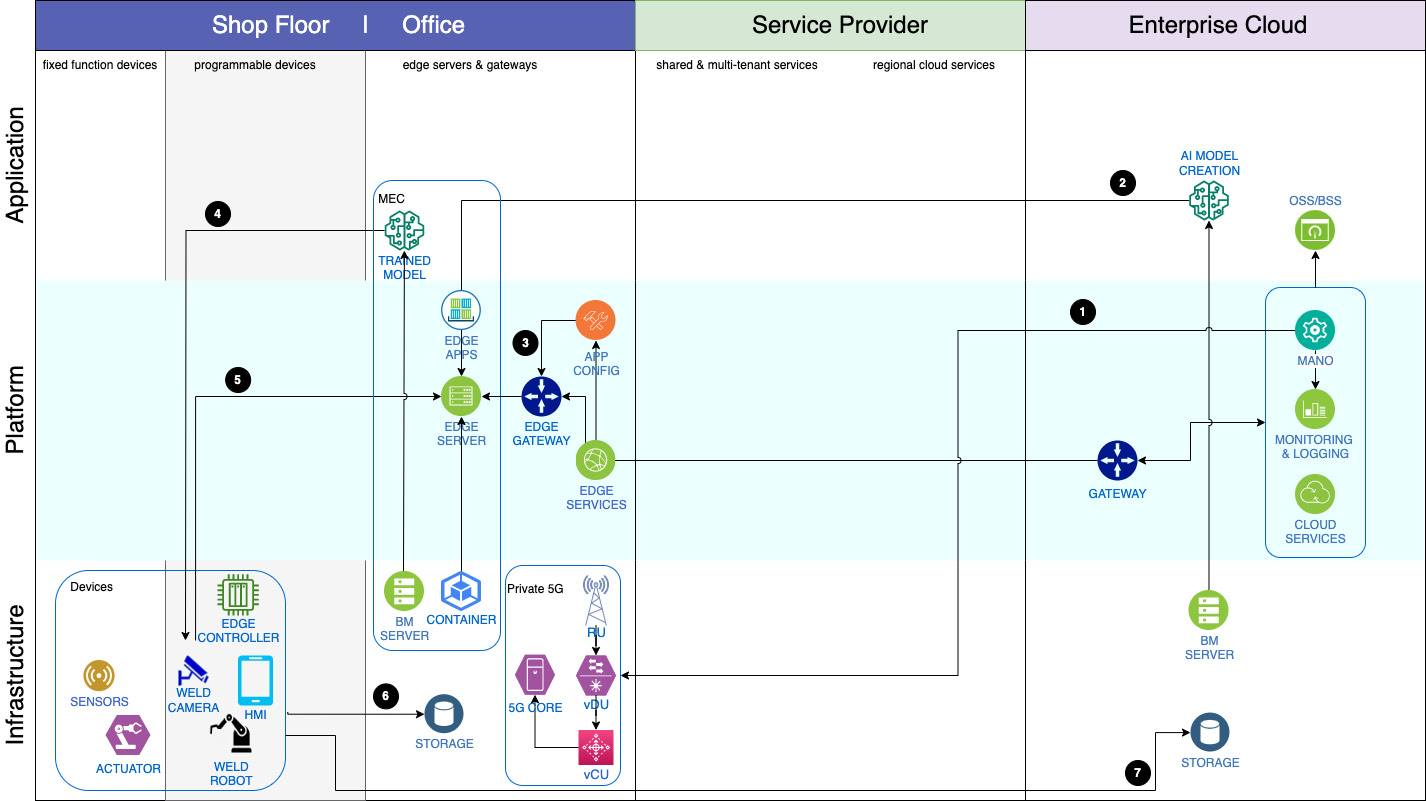 Shop Floor | Office
Service Provider
Enterprise Cloud
fixed function devices
programmable devices
edge servers & gateways
shared & multi-tenant services
regional cloud services
Application
Platform
Infrastructure
AI MODEL
CREATION
2
OSS/BSS
4
MEC
TRAINED
MODEL
1
3
EDGE
APPS
APP
CONFIG
MANO
5
EDGE
SERVER
EDGE
GATEWAY
MONITORING
& LOGGING
EDGE
SERVICES
GATEWAY
CLOUD
SERVICES
Devices
Private 5G
EDGE
CONTROLLER
BM
SERVER
CONTAINER
RU
BM
SERVER
SENSORS
WELD
CAMERA
HMI
6
5G CORE
vDU
STORAGE
ACTUATOR
WELD
ROBOT
vCU
7
STORAGE